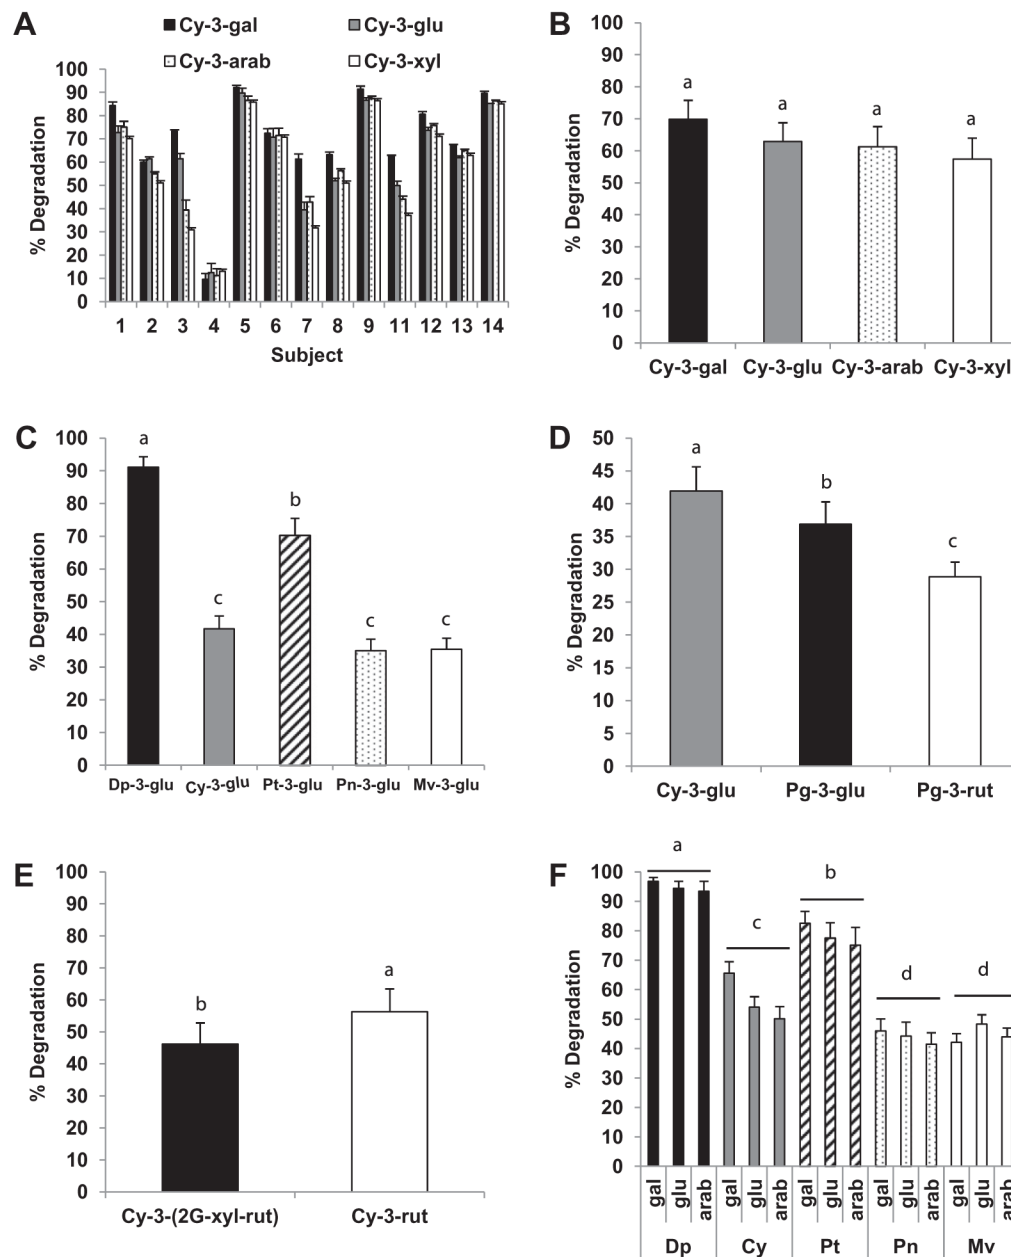 A
Cy-3-gal
Cy-3-glu
Cy-3-arab
Cy-3-xyl
% Degradation
100
90
80
70
60
50
40
30
20
10
0
1 2 3 4 5 6 7 8 9 11 12 13 14
Subject
B
% Degradation
100
90
80
70
60
50
40
30
20
10
0
a a a a
Cy-3-gal Cy-3-glu Cy-3-arab Cy-3-xyl
C
% Degradation
100
90
80
70
60
50
40
30
20
10
0
a c b c c
Dp-3-glu Cy-3-glu Pt-3-glu Pn-3-glu Mv-3-glu
D
% Degradation
50
45
40
35
30
25
20
15
10
5
0
a b c
Cy-3-glu Pg-3-glu Pg-3-rut
E
% Degradation
100
90
80
70
60
50
40
30
20
10
0
b a
Cy-3-(2G-xyl-rut) Cy-3-rut
F
% Degradation
100
90
80
70
60
50
40
30
20
10
0
a c b d d
gal glu arab gal glu arab gal glu arab gal glu arab gal glu arab
Dp Cy Pt Pn Mv